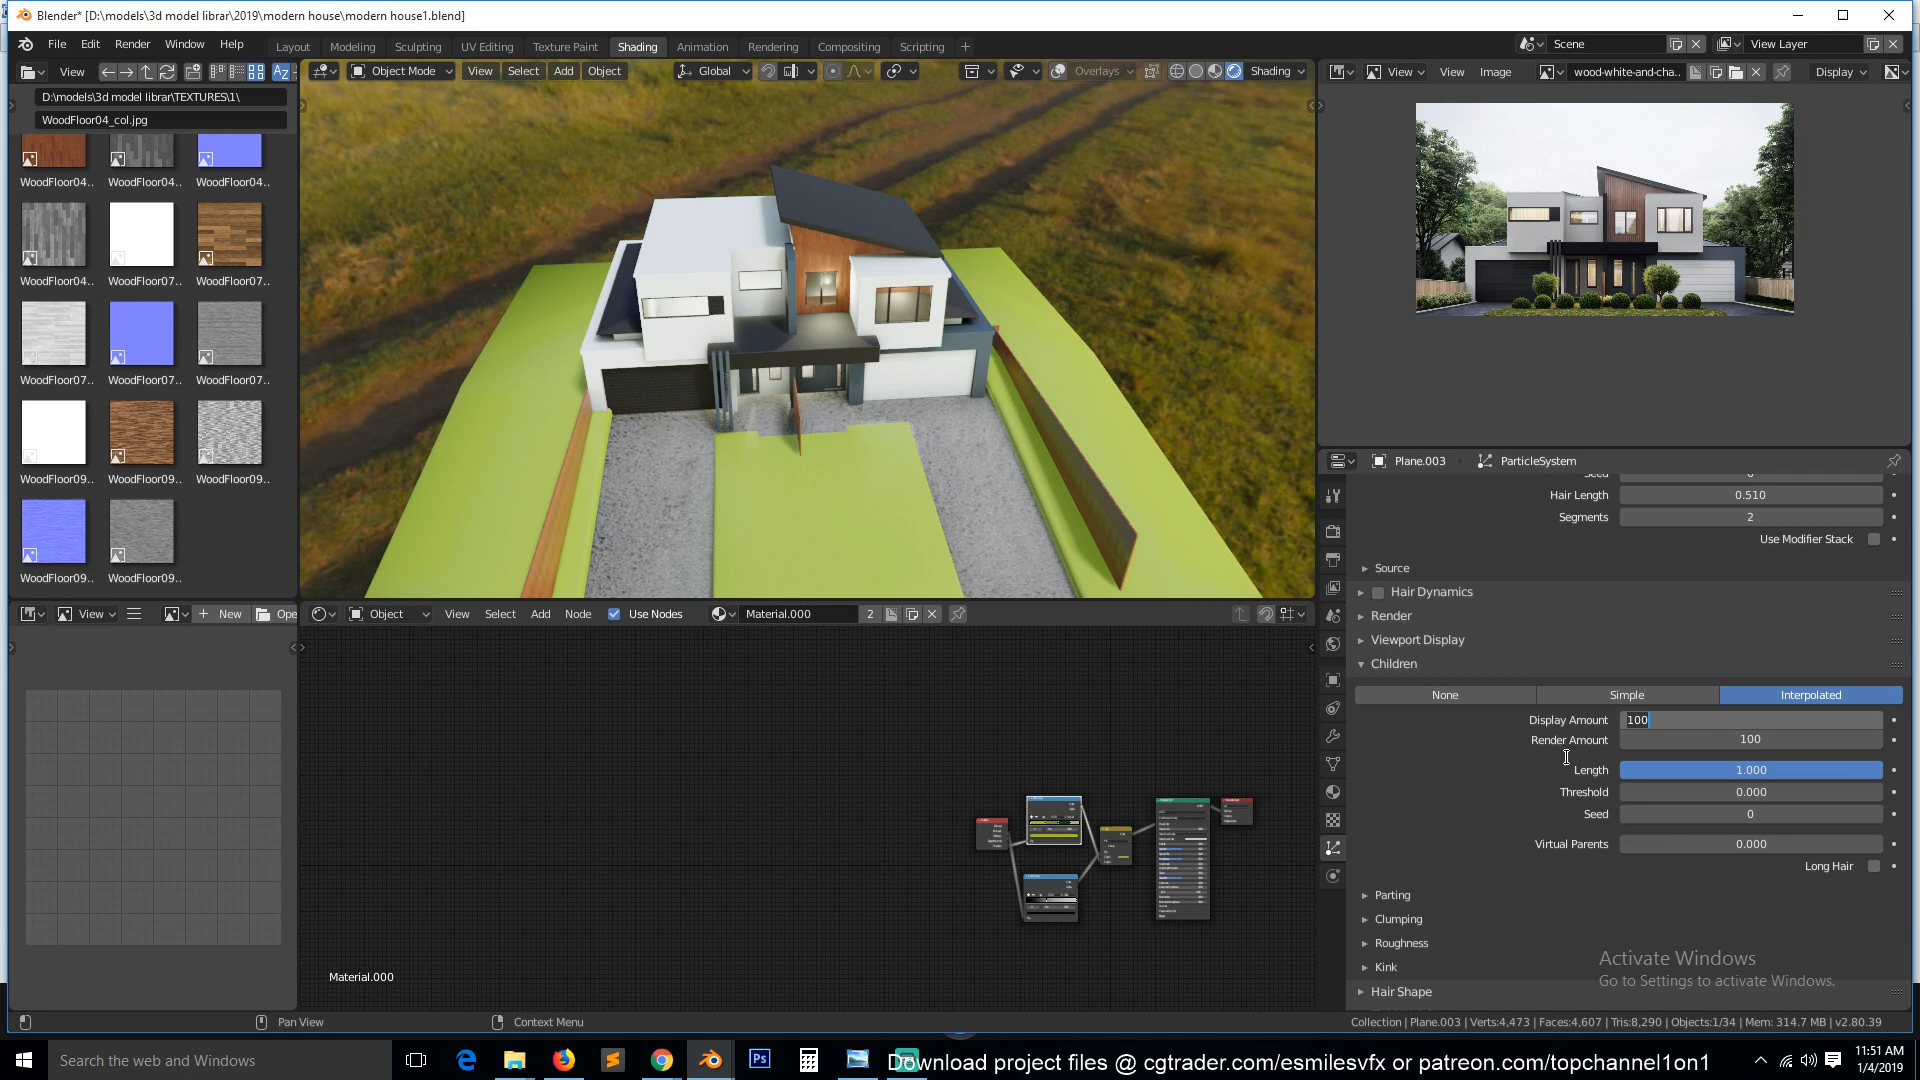 Blender* [D:\models\3d model librar\2019\modern house\modern house1.blend]
File Edit Render Window Help Layout Modeling Sculpting UV Editing Texture Paint Shading Animation Rendering Compositing Scripting + Scene View Layer
View Object Mode View Select Add Object Global Overlays Shading View View Image wood-white-and-cha.. Display
D:\models\3d model librar\TEXTURES\1\
WoodFloor04_col.jpg
WoodFloor04.. WoodFloor04.. WoodFloor04..
WoodFloor04.. WoodFloor07.. WoodFloor07..
WoodFloor07.. WoodFloor07.. WoodFloor07..
WoodFloor09.. WoodFloor09.. WoodFloor09..
WoodFloor09.. WoodFloor09..
Plane.003 ParticleSystem
Seed 0
Hair Length 0.510
Segments 2
Use Modifier Stack
Source
Hair Dynamics
Render
Viewport Display
Children
None Simple Interpolated
Display Amount 100
Render Amount 100
Length 1.000
Threshold 0.000
Seed 0
Virtual Parents 0.000
Long Hair
Parting
Clumping
Roughness
Kink
Hair Shape
View New Ope Object View Select Add Node Use Nodes Material.000 2
Material.000
Activate Windows
Go to Settings to activate Windows.
Pan View Context Menu Collection | Plane.003 | Verts:4,473 | Faces:4,607 | Tris:8,290 | Objects:1/34 | Mem: 314.7 MB | v2.80.39
Search the web and Windows
Download project files @ cgtrader.com/esmilesvfx or patreon.com/topchannel1on1
11:51 AM
1/4/2019